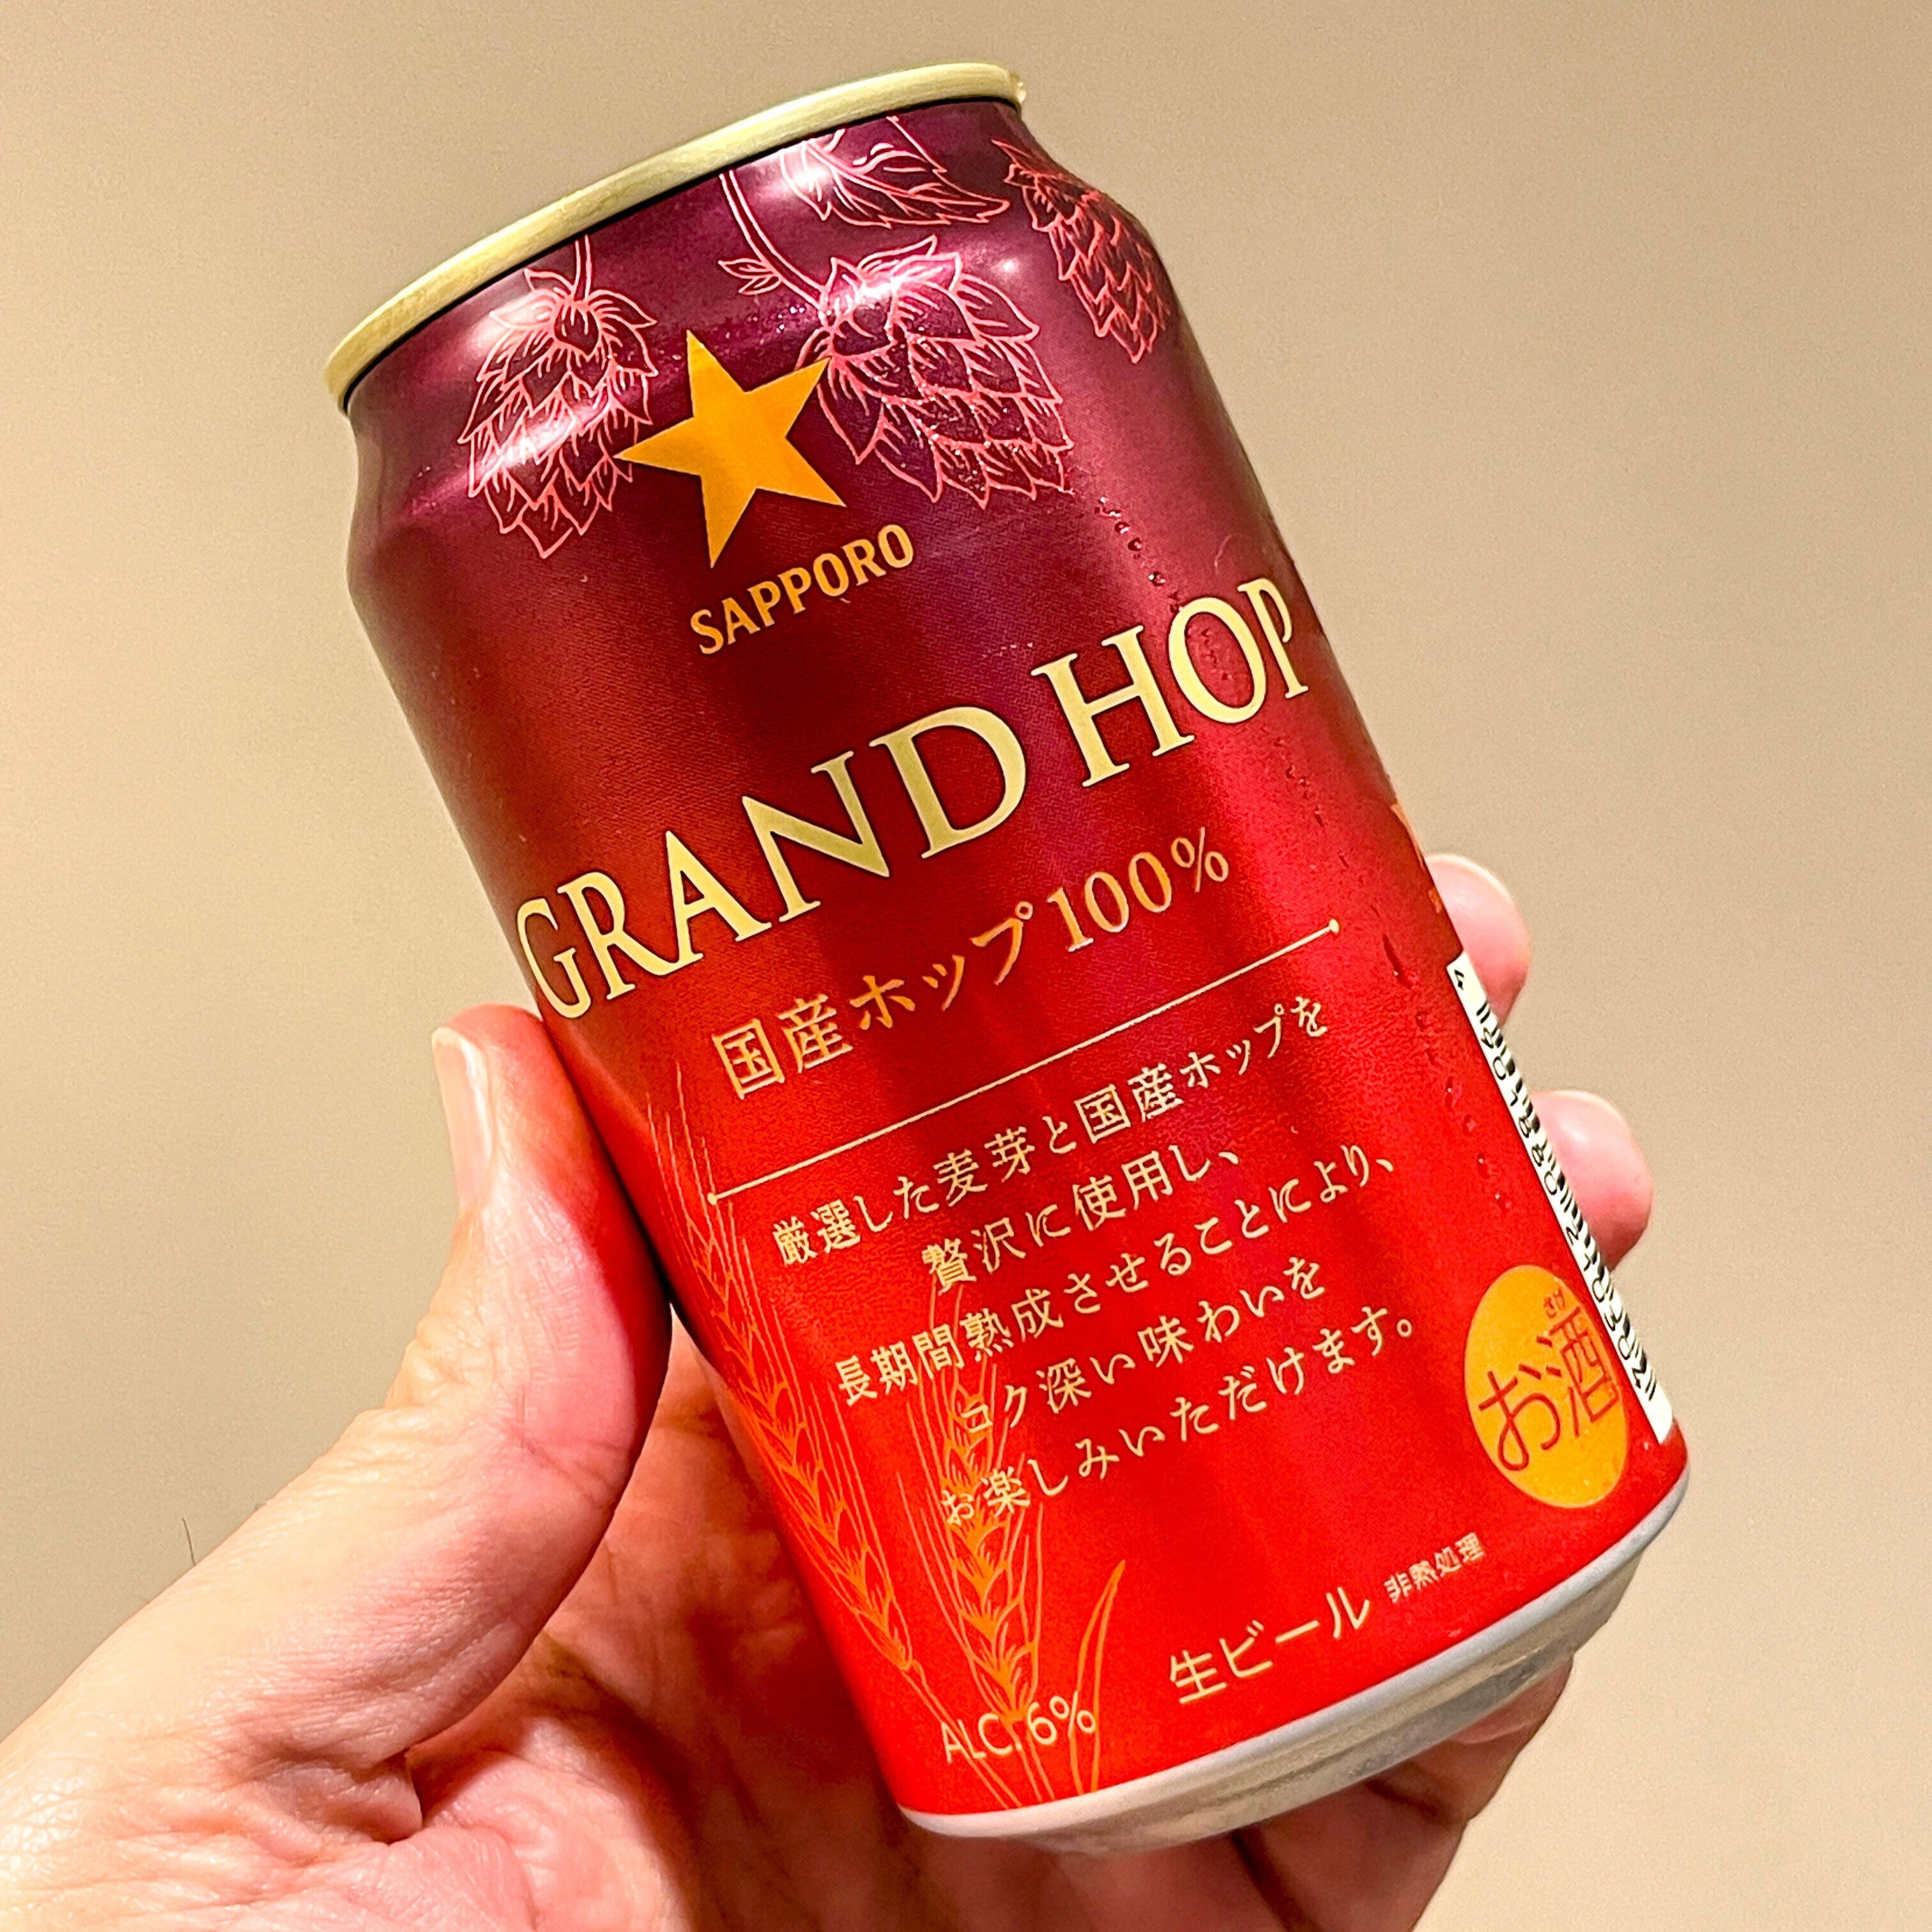 SAPPORO
GRAND HOP
国産ホップ100%
厳選した麦芽と国産ホップを
贅沢に使用し、
長期間熟成させることにより、
コク深い味わいを
お楽しみいただけます。
さけ
お酒
生ビール 非熱処理
ALC. 6%